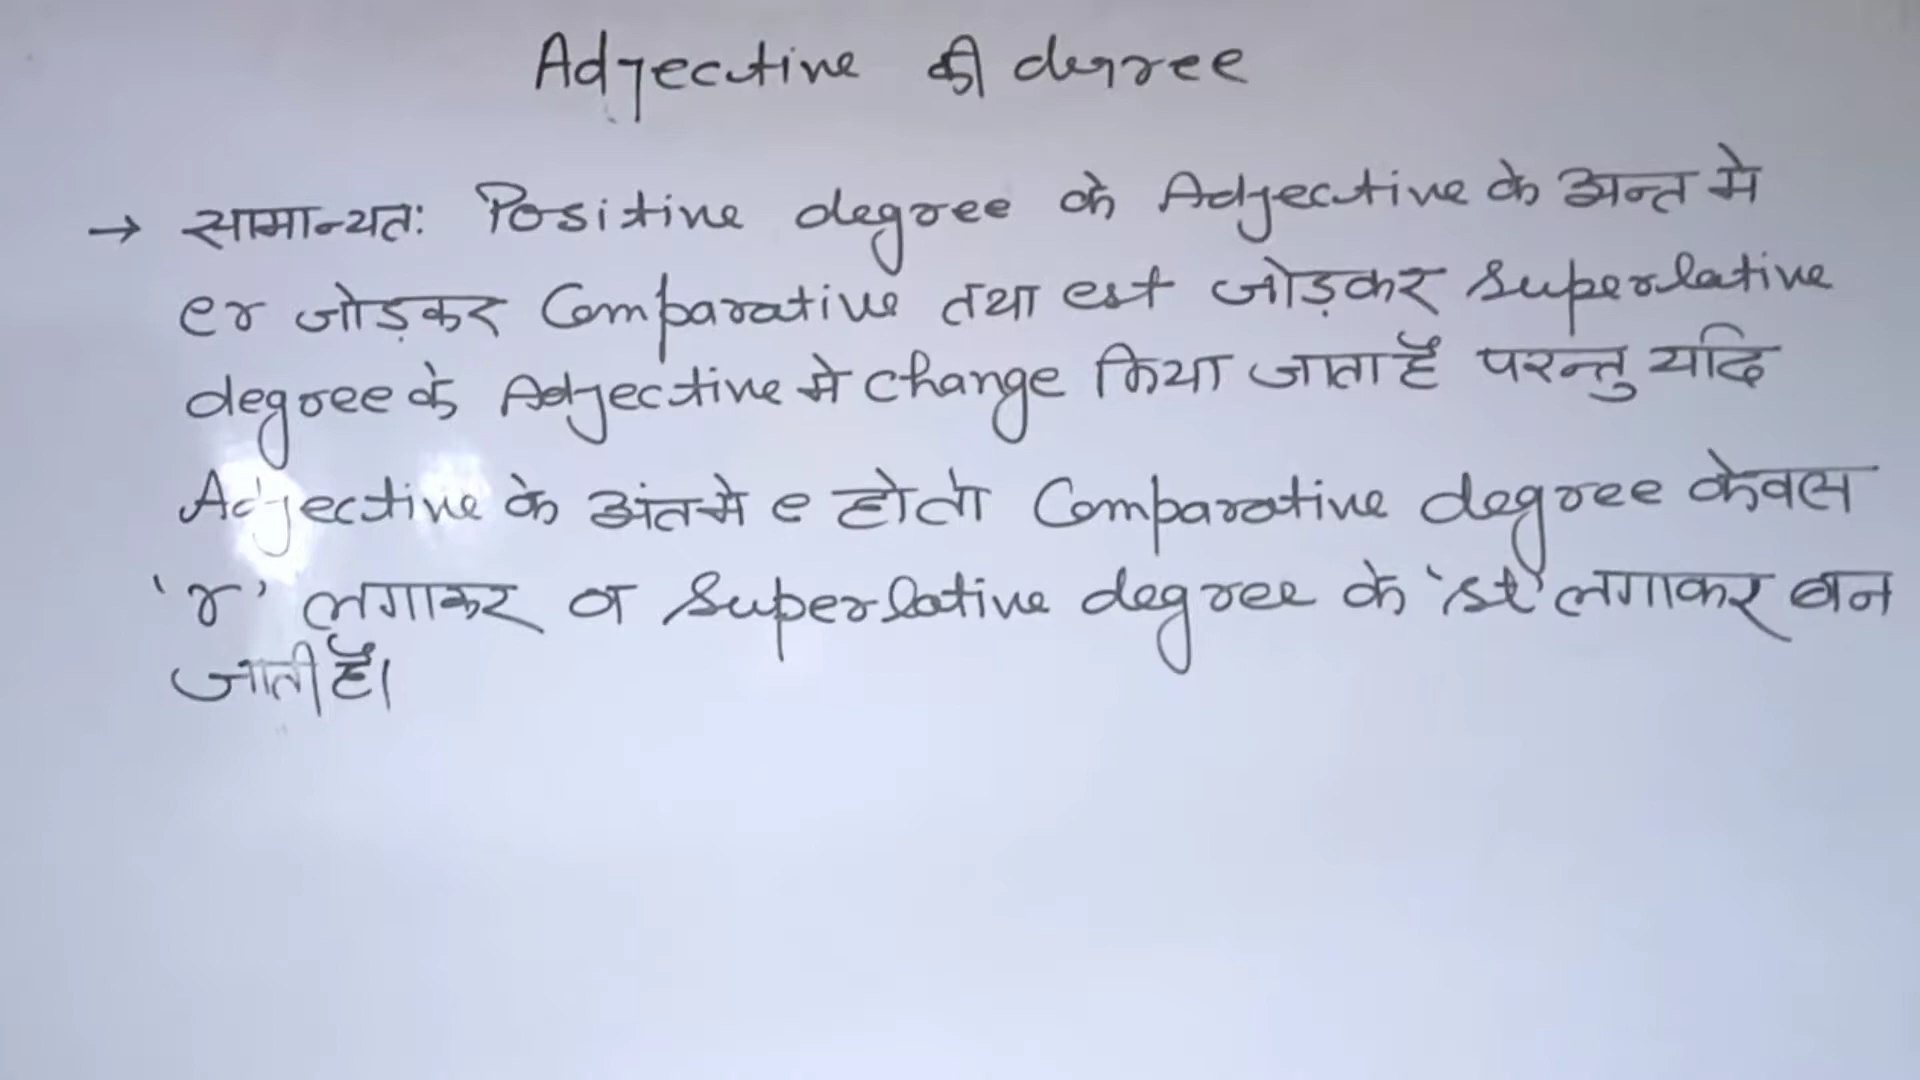 Adjective की degree
→ सामान्यतः Positive degree के Adjective के अन्त मे
er जोड़कर Comparative तथा est जोड़कर Superlative
degree के Adjective मे change किया जाता है परन्तु यदि
Adjective के अंत मे e हो तो Comparative degree केवल
'r' लगाकर व Superlative degree के 'st' लगाकर बन
जाती है।